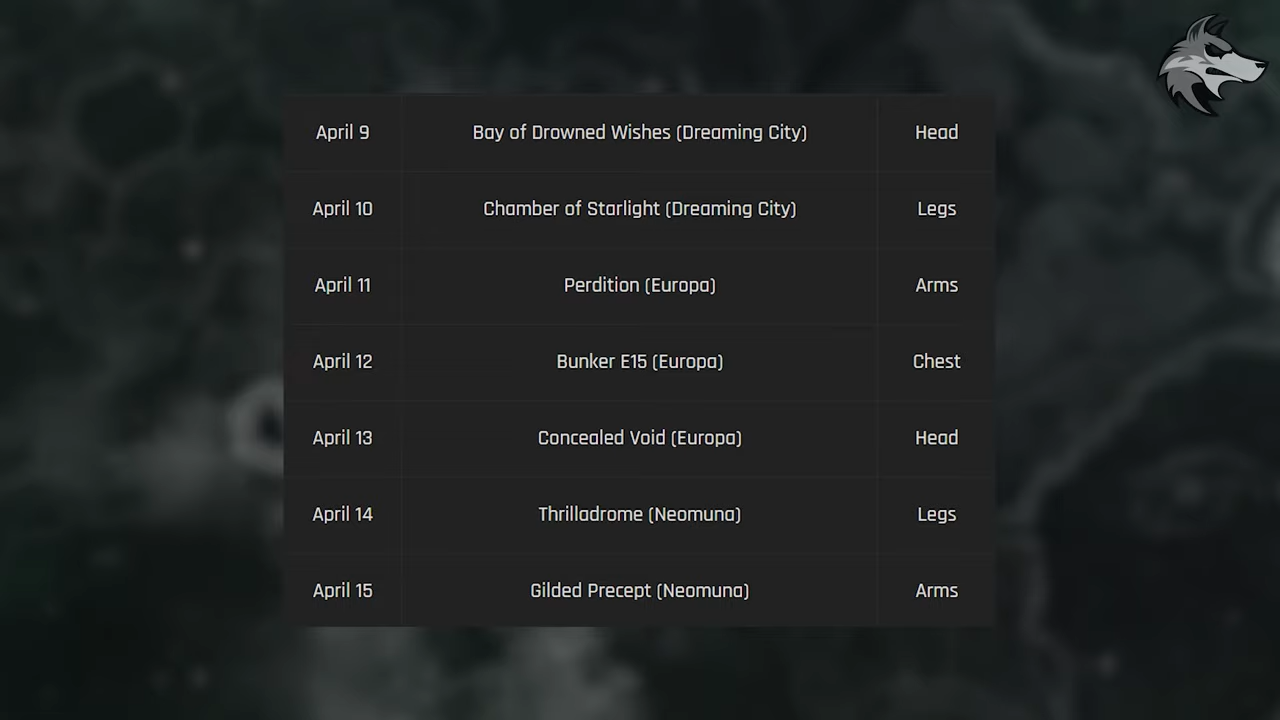 April 9 Bay of Drowned Wishes (Dreaming City) Head
April 10 Chamber of Starlight (Dreaming City) Legs
April 11 Perdition (Europa) Arms
April 12 Bunker E15 (Europa) Chest
April 13 Concealed Void (Europa) Head
April 14 Thrilladrome (Neomuna) Legs
April 15 Gilded Precept (Neomuna) Arms